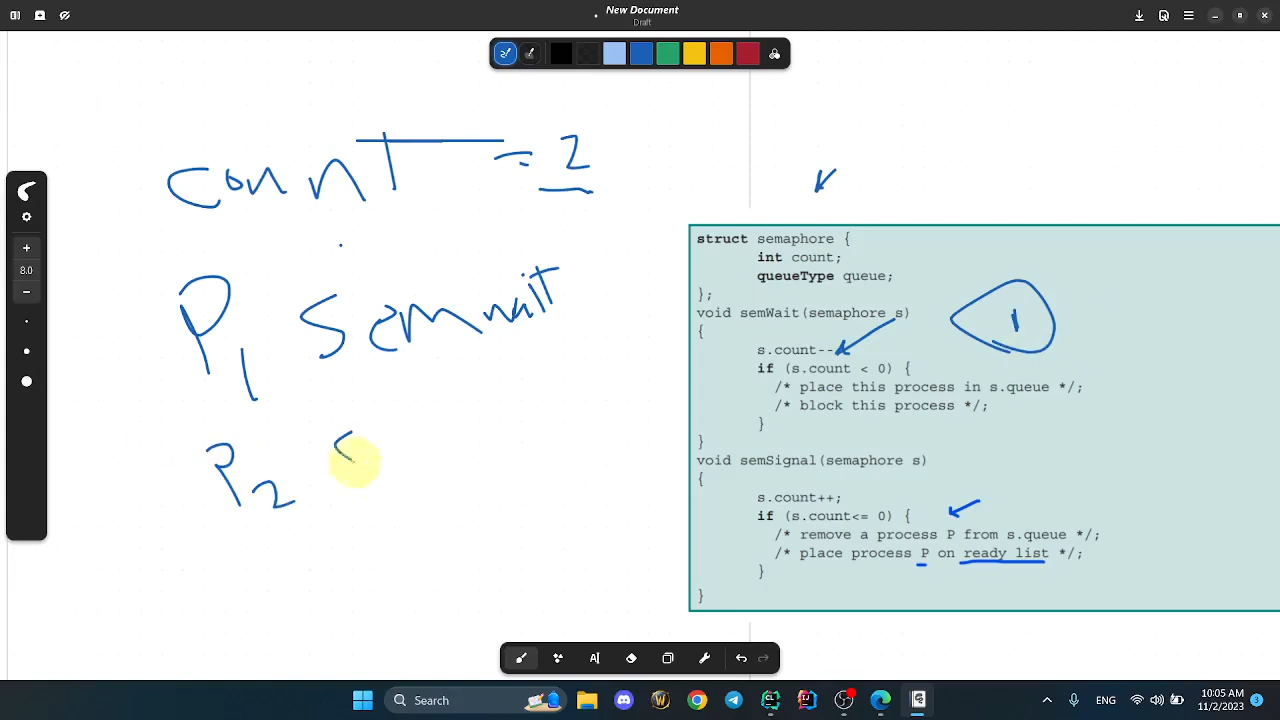 New Document
Draft
count = 2
P1 semwait
P2 s
8.0
struct semaphore {
int count;
queueType queue;
};
void semWait(semaphore s)
{
s.count--
if (s.count < 0) {
/* place this process in s.queue */;
/* block this process */;
}
}
void semSignal(semaphore s)
{
s.count++;
if (s.count<= 0) {
/* remove a process P from s.queue */;
/* place process P on ready list */;
}
}
1
Search
ENG
10:05 AM
11/2/2023
3